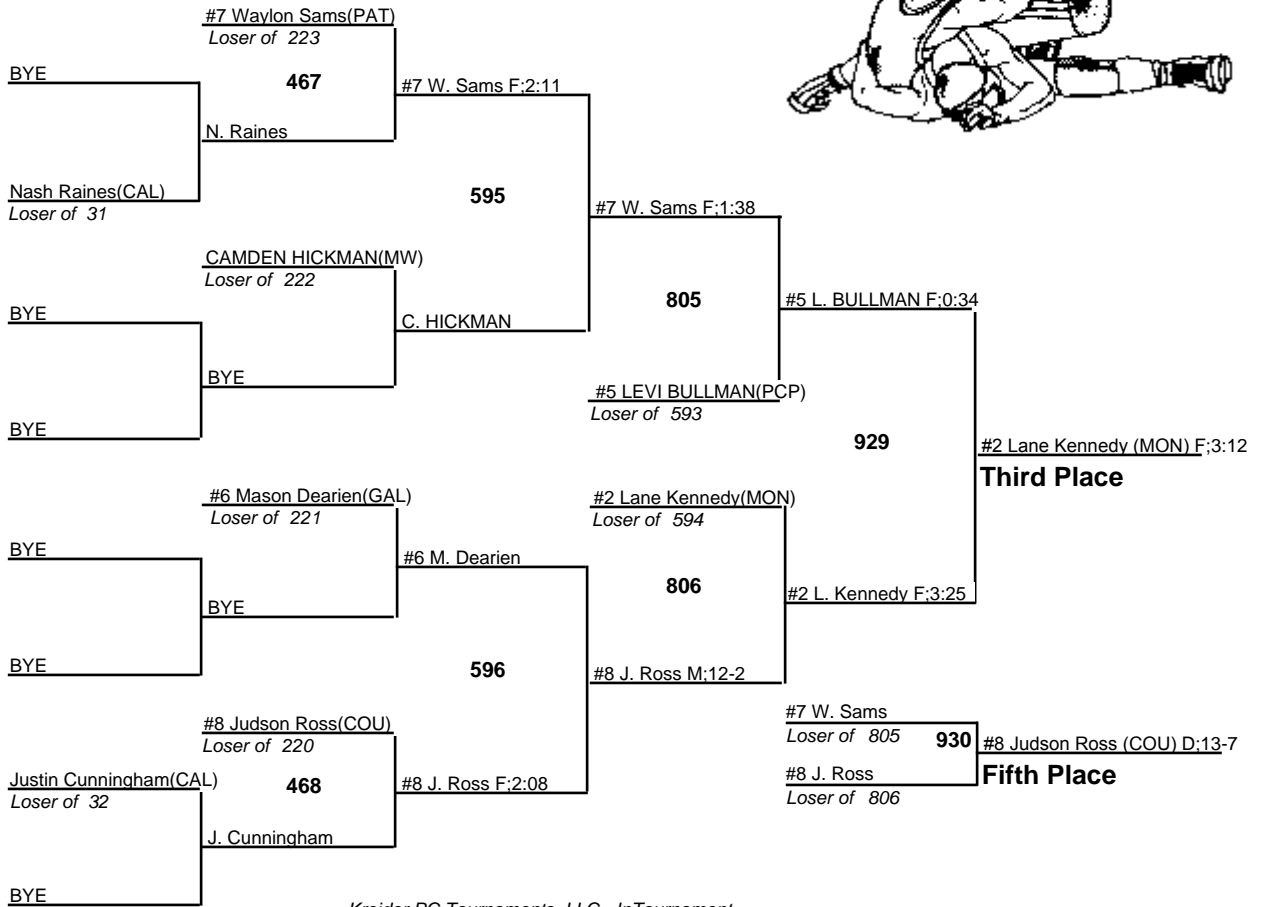 #7 Waylon Sams(PAT)
Loser of 223
BYE
467
#7 W. Sams F;2:11
N. Raines
Nash Raines(CAL)
Loser of 31
595
#7 W. Sams F;1:38
CAMDEN HICKMAN(MW)
Loser of 222
805
#5 L. BULLMAN F;0:34
BYE
C. HICKMAN
BYE
#5 LEVI BULLMAN(PCP)
Loser of 593
BYE
929
#2 Lane Kennedy (MON) F;3:12
Third Place
#6 Mason Dearien(GAL)
Loser of 221
#2 Lane Kennedy(MON)
Loser of 594
BYE
#6 M. Dearien
806
#2 L. Kennedy F;3:25
BYE
BYE
596
#8 J. Ross M;12-2
#7 W. Sams
Loser of 805
930
#8 Judson Ross (COU) D;13-7
Fifth Place
#8 J. Ross
Loser of 806
#8 Judson Ross(COU)
Loser of 220
Justin Cunningham(CAL)
Loser of 32
468
#8 J. Ross F;2:08
J. Cunningham
BYE